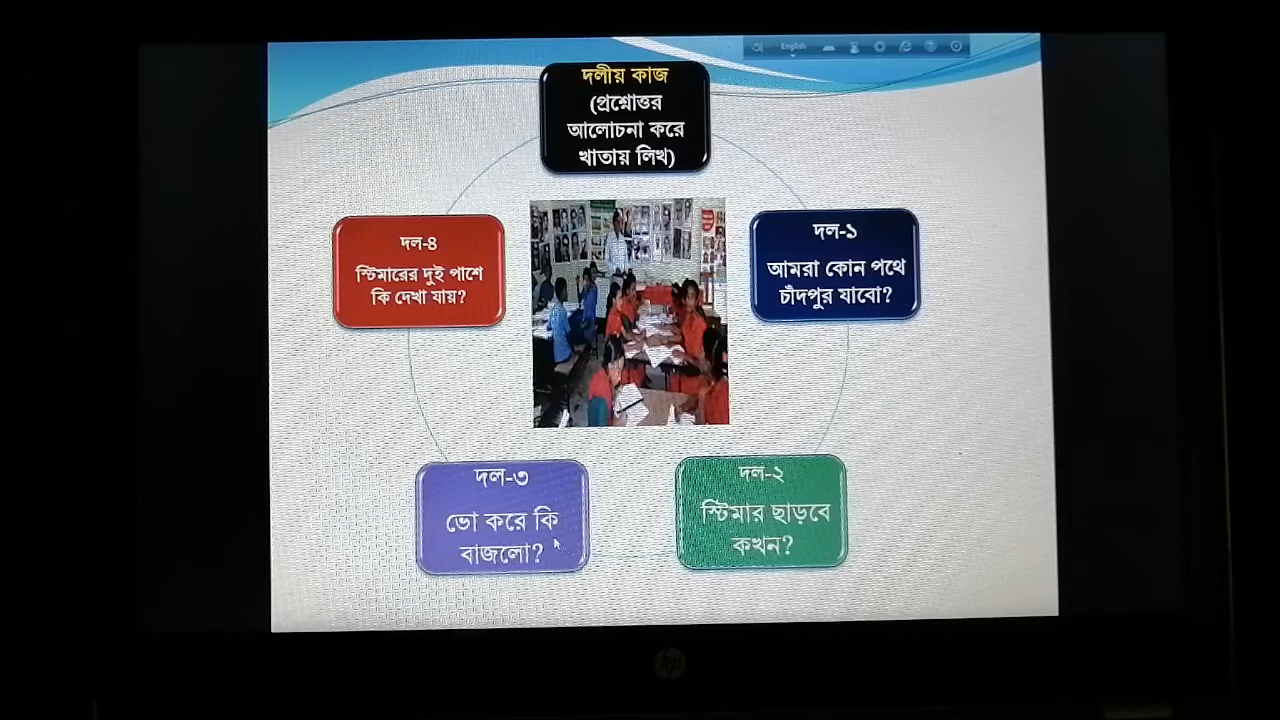 English
দলীয় কাজ
(প্রশ্নোত্তর
আলোচনা করে
খাতায় লিখ)
দল-১
আমরা কোন পথে
চাঁদপুর যাবো?
দল-২
স্টিমার ছাড়বে
কখন?
দল-৩
ভো করে কি
বাজলো?
দল-৪
স্টিমারের দুই পাশে
কি দেখা যায়?
hp